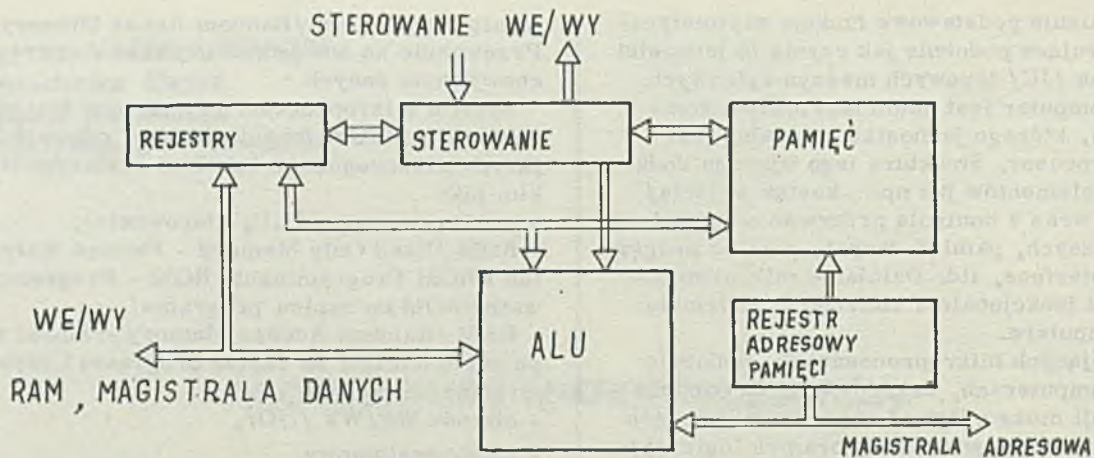 STEROWANIE WE/WY
REJESTRY
STEROWANIE
PAMIĘĆ
WE/WY
RAM, MAGISTRALA DANYCH
ALU
REJESTR
ADRESOWY
PAMIĘCI
MAGISTRALA ADRESOWA